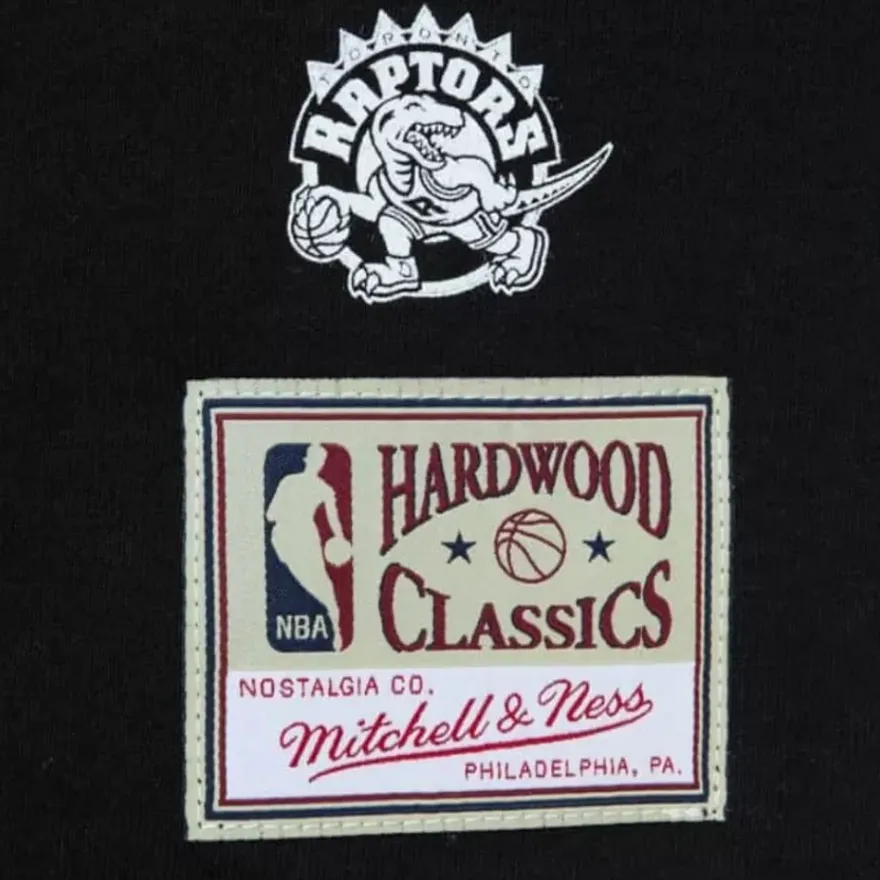 TORONTO
RAPTORS
R
HARDWOOD
CLASSICS
NBA
NOSTALGIA CO.
Mitchell & Ness
PHILADELPHIA, PA.